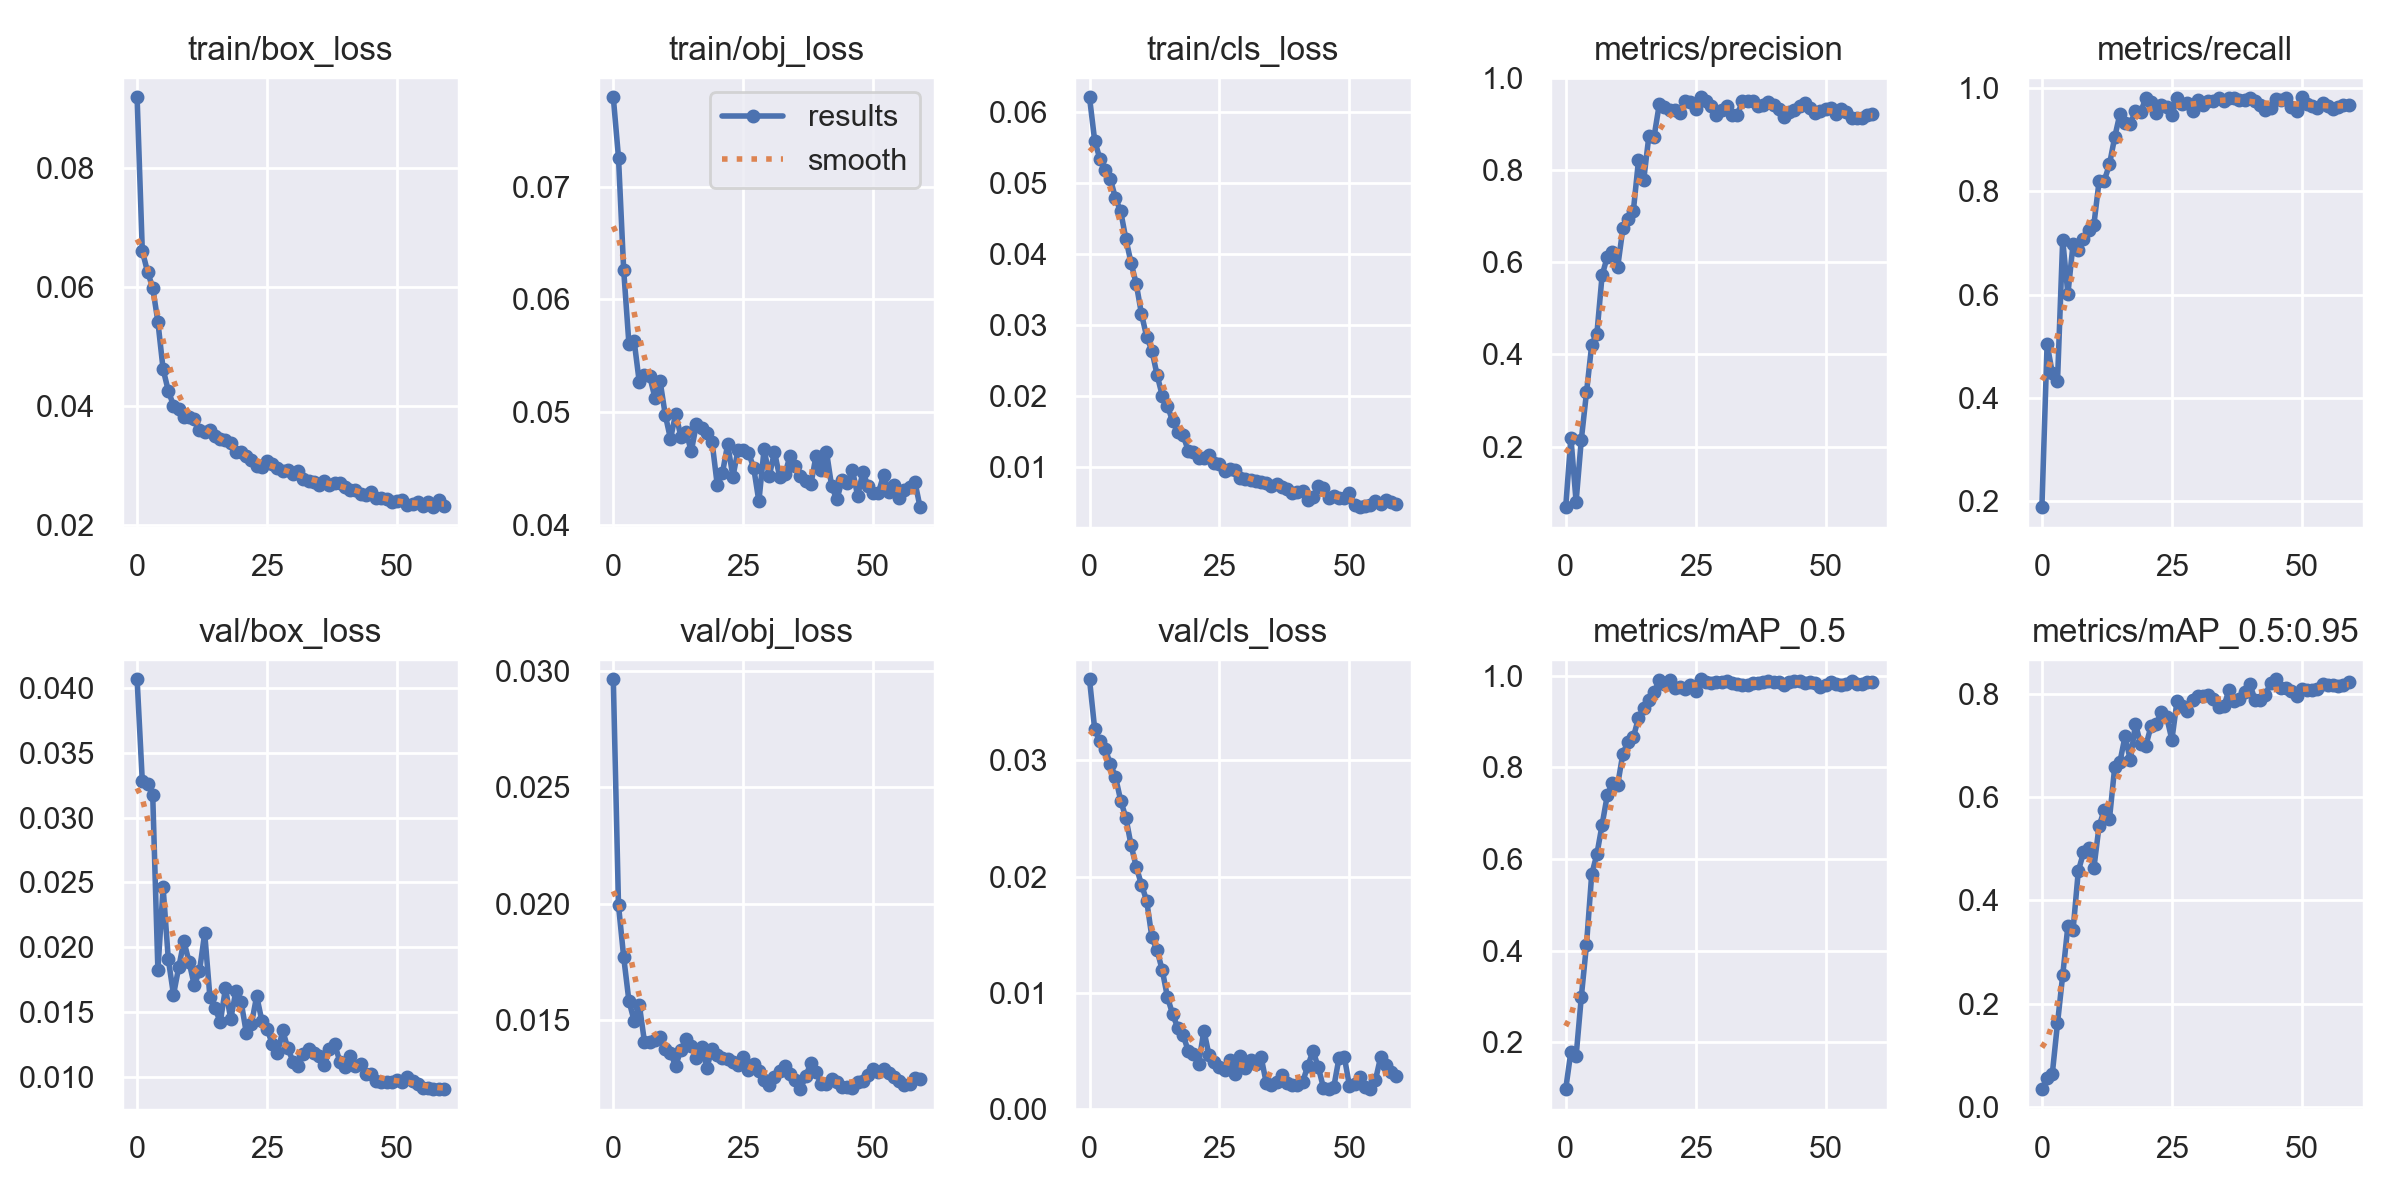 train/box_loss
0.08
0.06
0.04
0.02
0 25 50
train/obj_loss
results
smooth
0.07
0.06
0.05
0.04
0 25 50
train/cls_loss
0.06
0.05
0.04
0.03
0.02
0.01
0 25 50
metrics/precision
1.0
0.8
0.6
0.4
0.2
0 25 50
metrics/recall
1.0
0.8
0.6
0.4
0.2
0 25 50
val/box_loss
0.040
0.035
0.030
0.025
0.020
0.015
0.010
0 25 50
val/obj_loss
0.030
0.025
0.020
0.015
0 25 50
val/cls_loss
0.03
0.02
0.01
0.00
0 25 50
metrics/mAP_0.5
1.0
0.8
0.6
0.4
0.2
0 25 50
metrics/mAP_0.5:0.95
0.8
0.6
0.4
0.2
0.0
0 25 50